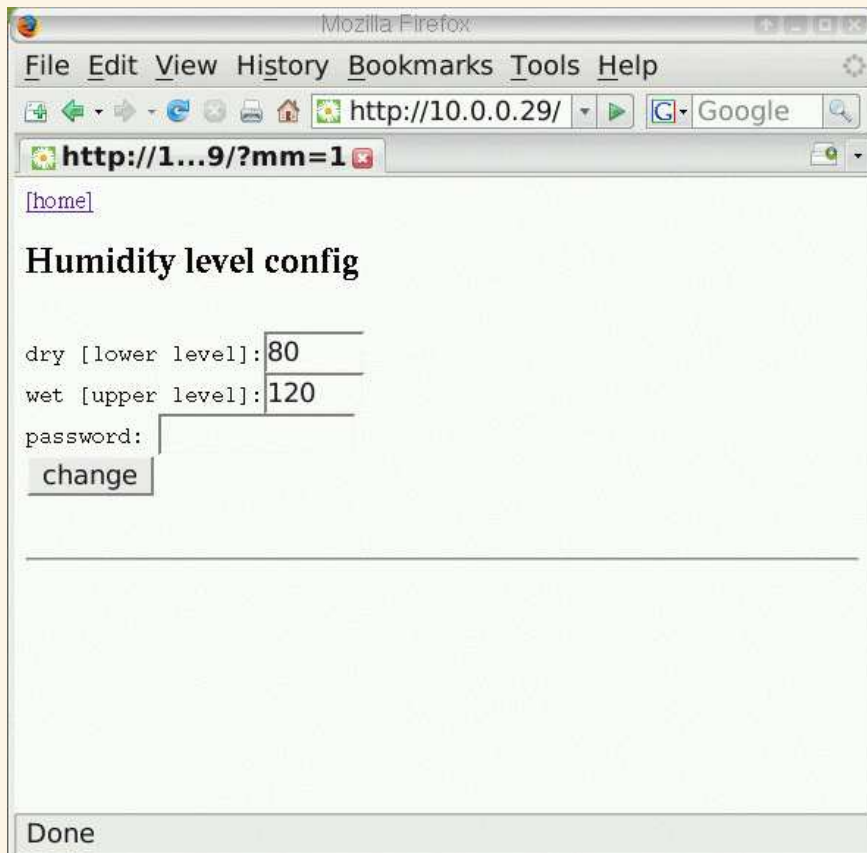 Mozilla Firefox
File Edit View History Bookmarks Tools Help
http://10.0.0.29/ G Google
http://1...9/?mm=1
[home]
Humidity level config
dry [lower level]:80
wet [upper level]:120
password:
change
Done